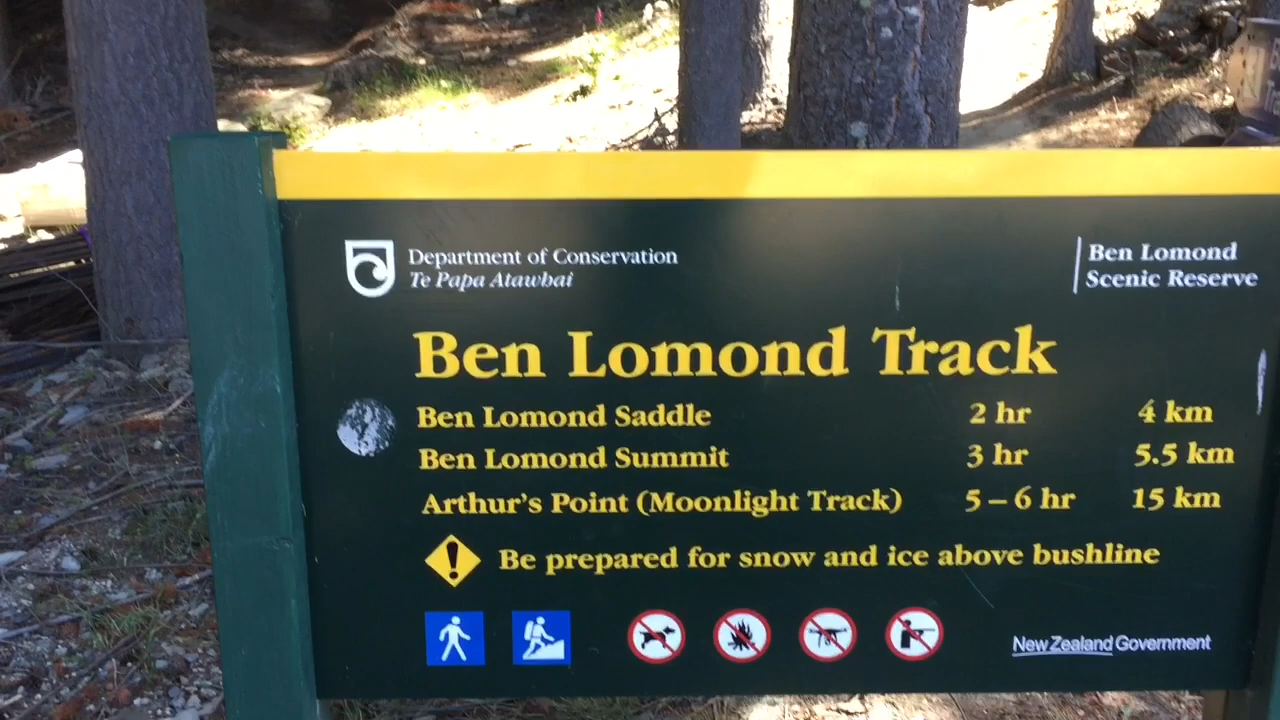 Department of Conservation
Te Papa Atawhai
Ben Lomond
Scenic Reserve
Ben Lomond Track
Ben Lomond Saddle 2 hr 4 km
Ben Lomond Summit 3 hr 5.5 km
Arthur's Point (Moonlight Track) 5 – 6 hr 15 km
! Be prepared for snow and ice above bushline
New Zealand Government